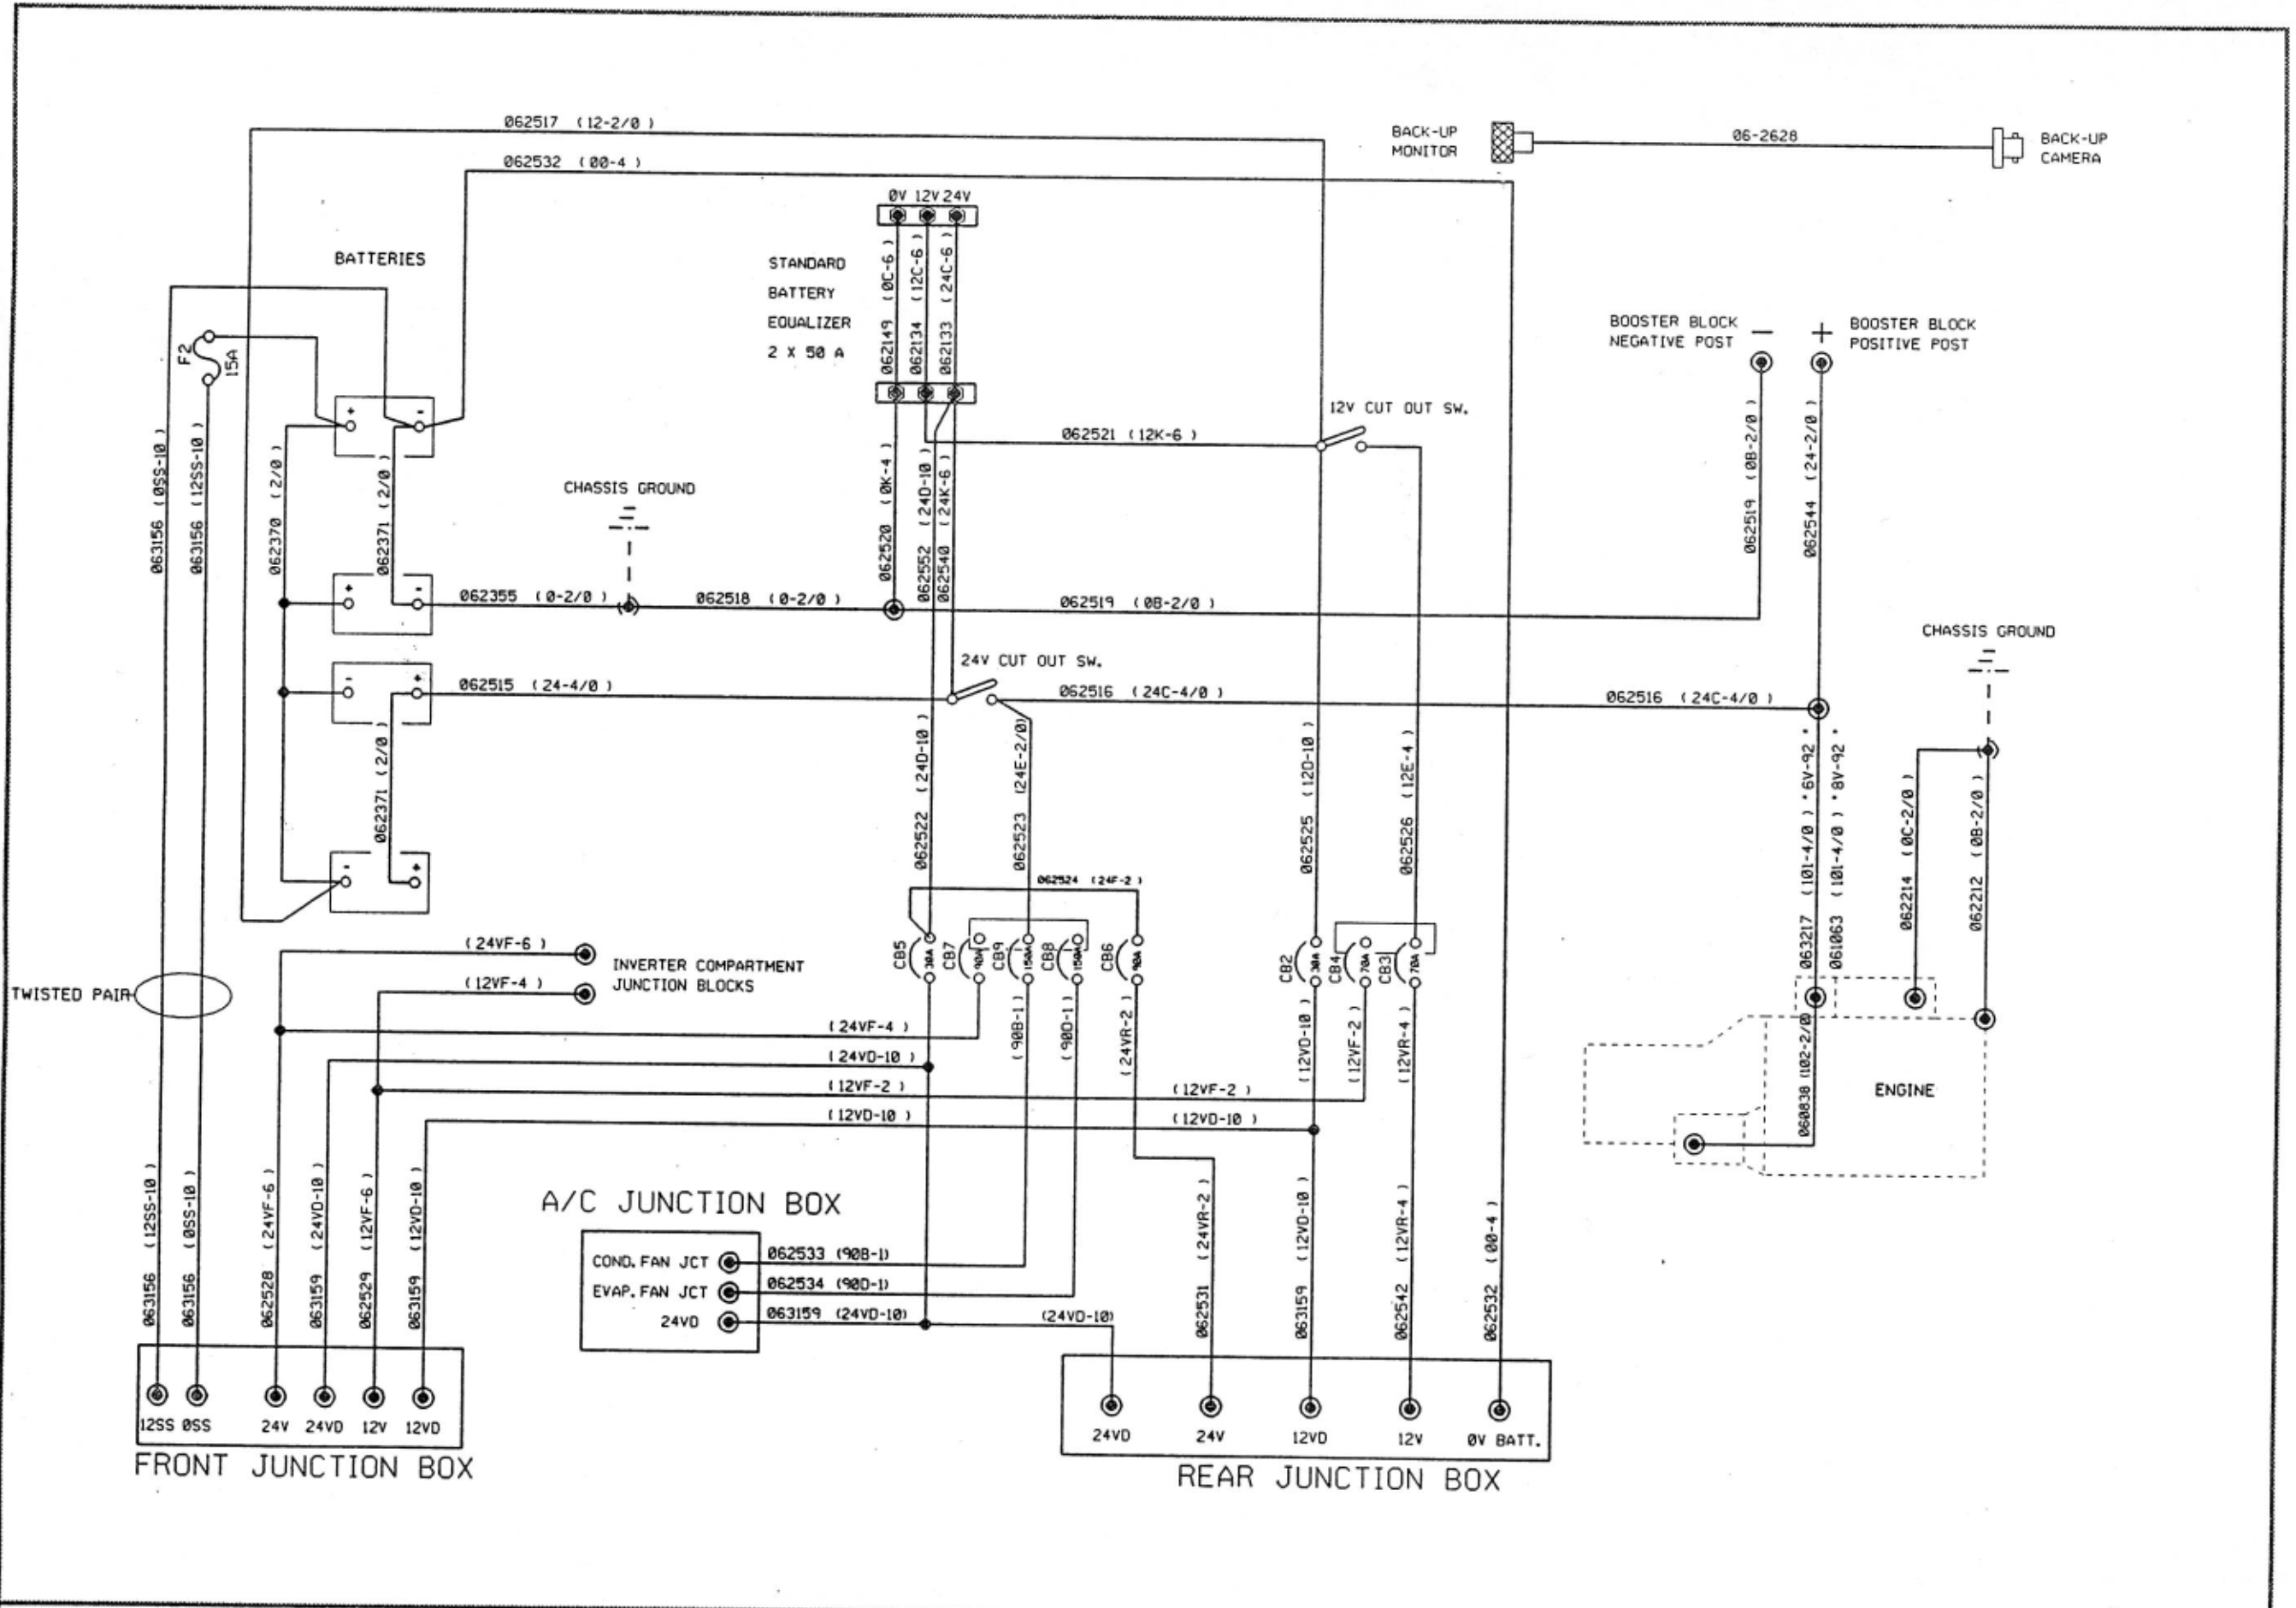 062517 (12-2/0 )
062532 (00-4 )
BACK-UP
MONITOR
06-2628
BACK-UP
CAMERA
0V 12V 24V
BATTERIES
STANDARD
BATTERY
EQUALIZER
2 X 50 A
062149 (0C-6 )
062134 (12C-6 )
062133 (24C-6 )
BOOSTER BLOCK
NEGATIVE POST
−
+
BOOSTER BLOCK
POSITIVE POST
F2
15A
12V CUT OUT SW.
062521 (12K-6 )
063156 (0SS-10 )
063156 (12SS-10 )
062370 (2/0 )
062371 (2/0 )
+ -
+ -
- +
- +
CHASSIS GROUND
062520 (0K-4 )
062552 (24D-10 )
062540 (24K-6 )
062519 (0B-2/0 )
062544 (24-2/0 )
062355 (0-2/0 )
062518 (0-2/0 )
062519 (0B-2/0 )
CHASSIS GROUND
24V CUT OUT SW.
062515 (24-4/0 )
062516 (24C-4/0 )
062516 (24C-4/0 )
062371 (2/0 )
062522 (24D-10 )
062523 (24E-2/0)
062525 (12D-10 )
062526 (12E-4 )
063217 (101-4/0 ) *6V-92 *
061063 (101-4/0 ) *8V-92 *
062214 (0C-2/0 )
062212 (0B-2/0 )
062524 (24F-2 )
CB5 30A
CB7 90A
CB9 150A
CB8 150A
CB6 90A
CB2 30A
CB4 70A
CB3 70A
(24VF-6 )
(12VF-4 )
INVERTER COMPARTMENT
JUNCTION BLOCKS
TWISTED PAIR
(24VF-4 )
(24VD-10 )
(12VF-2 )
(12VF-2 )
(12VD-10 )
(12VD-10 )
(90B-1 )
(90D-1 )
(24VR-2 )
(12VD-10 )
(12VF-2 )
(12VR-4 )
060838 (102-2/0)
ENGINE
063156 (12SS-10 )
063156 (0SS-10 )
062528 (24VF-6 )
063159 (24VD-10 )
062529 (12VF-6 )
063159 (12VD-10 )
A/C JUNCTION BOX
COND. FAN JCT
062533 (90B-1)
EVAP. FAN JCT
062534 (90D-1)
24VD
063159 (24VD-10)
(24VD-10)
062531 (24VR-2 )
063159 (12VD-10 )
062542 (12VR-4 )
062532 (00-4 )
12SS 0SS 24V 24VD 12V 12VD
FRONT JUNCTION BOX
24VD 24V 12VD 12V 0V BATT.
REAR JUNCTION BOX